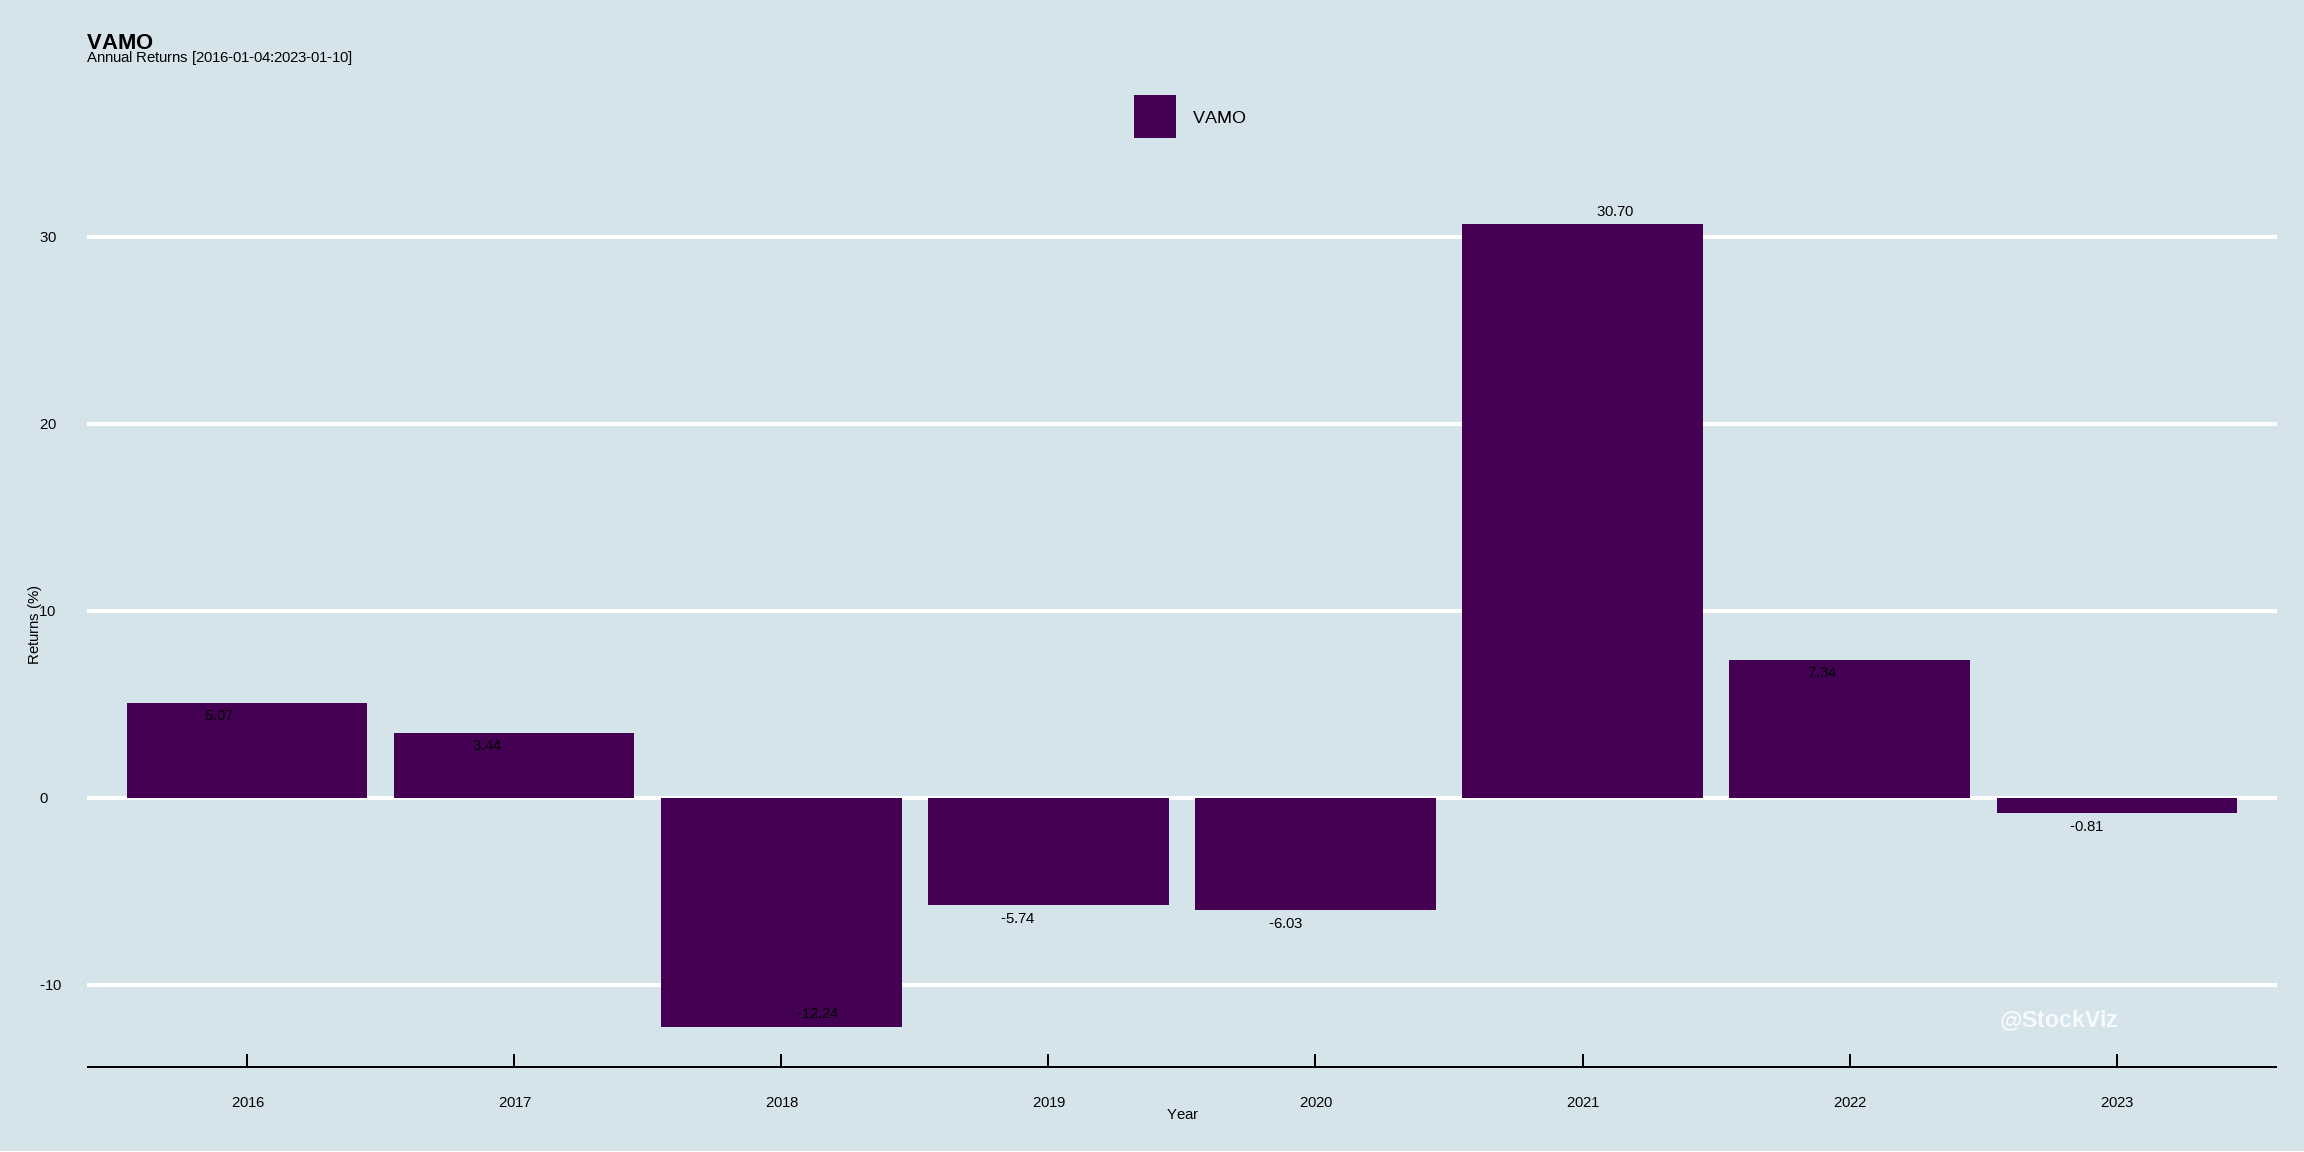 VAMO
Annual Returns [2016-01-04:2023-01-10]
VAMO
30.70
30
20
Returns (%)
10
7.34
5.07
3.44
0
-0.81
-5.74
-6.03
-10
-12.24
@StockViz
2016 2017 2018 2019 2020 2021 2022 2023
Year